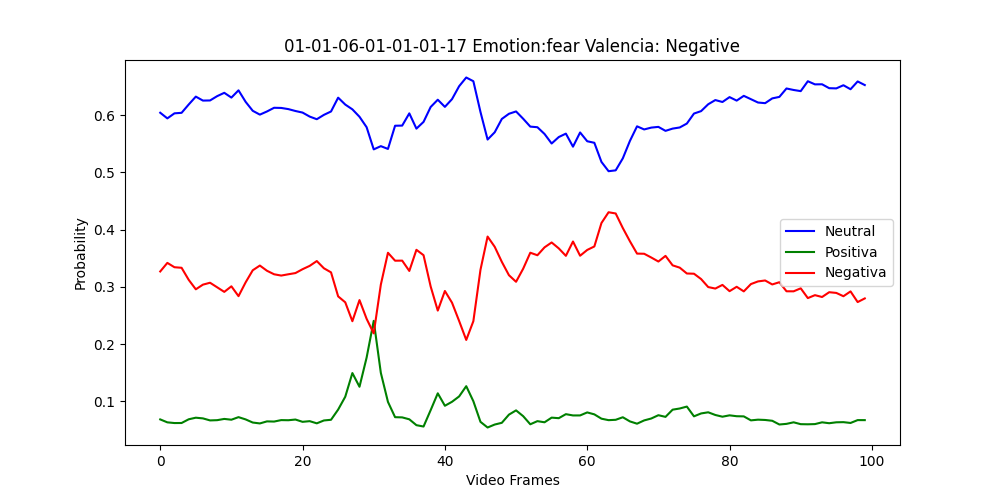 01-01-06-01-01-01-17 Emotion:fear Valencia: Negative
Probability
0.6
0.5
0.4
0.3
0.2
0.1
Neutral
Positiva
Negativa
0 20 40 60 80 100
Video Frames